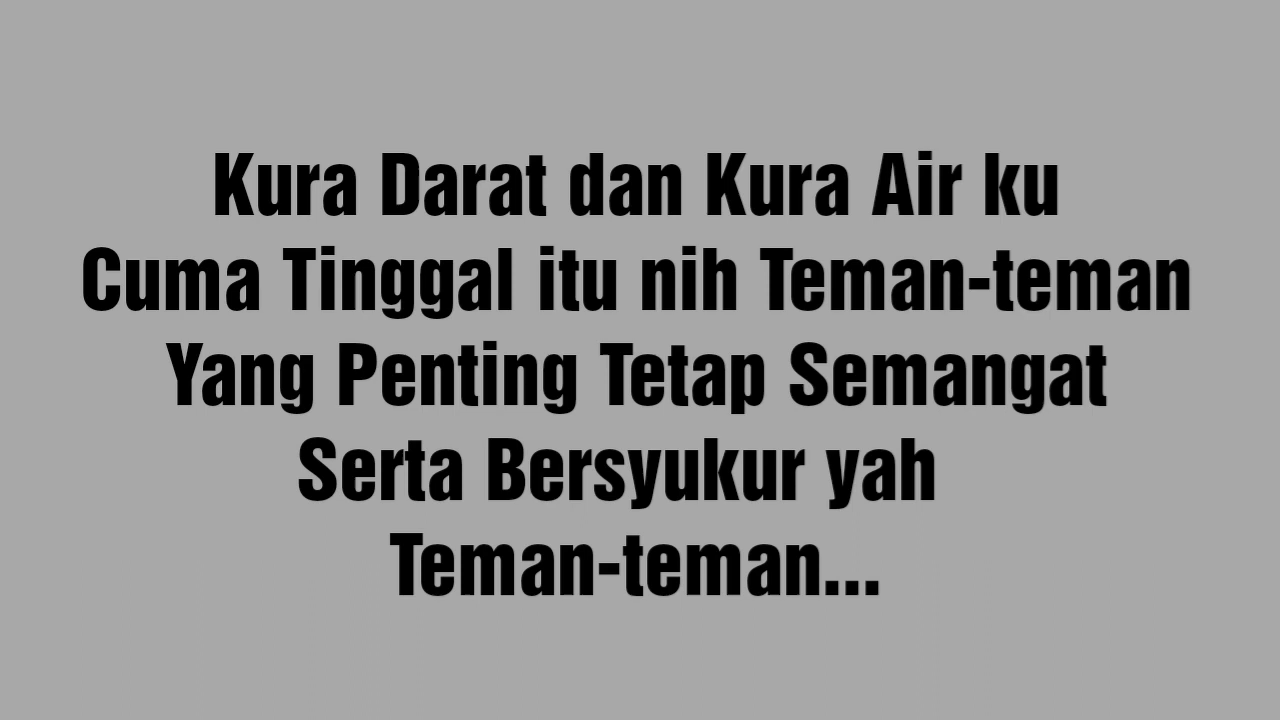 Kura Darat dan Kura Air ku
Cuma Tinggal itu nih Teman-teman
Yang Penting Tetap Semangat
Serta Bersyukur yah
Teman-teman...